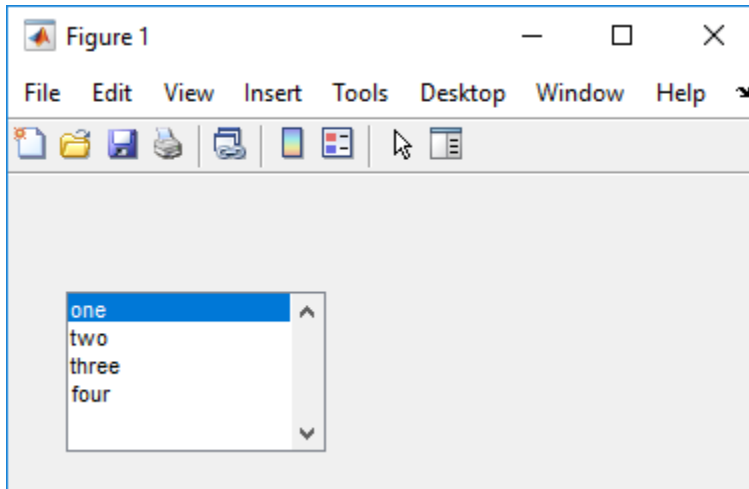 Figure 1
File Edit View Insert Tools Desktop Window Help
one
two
three
four